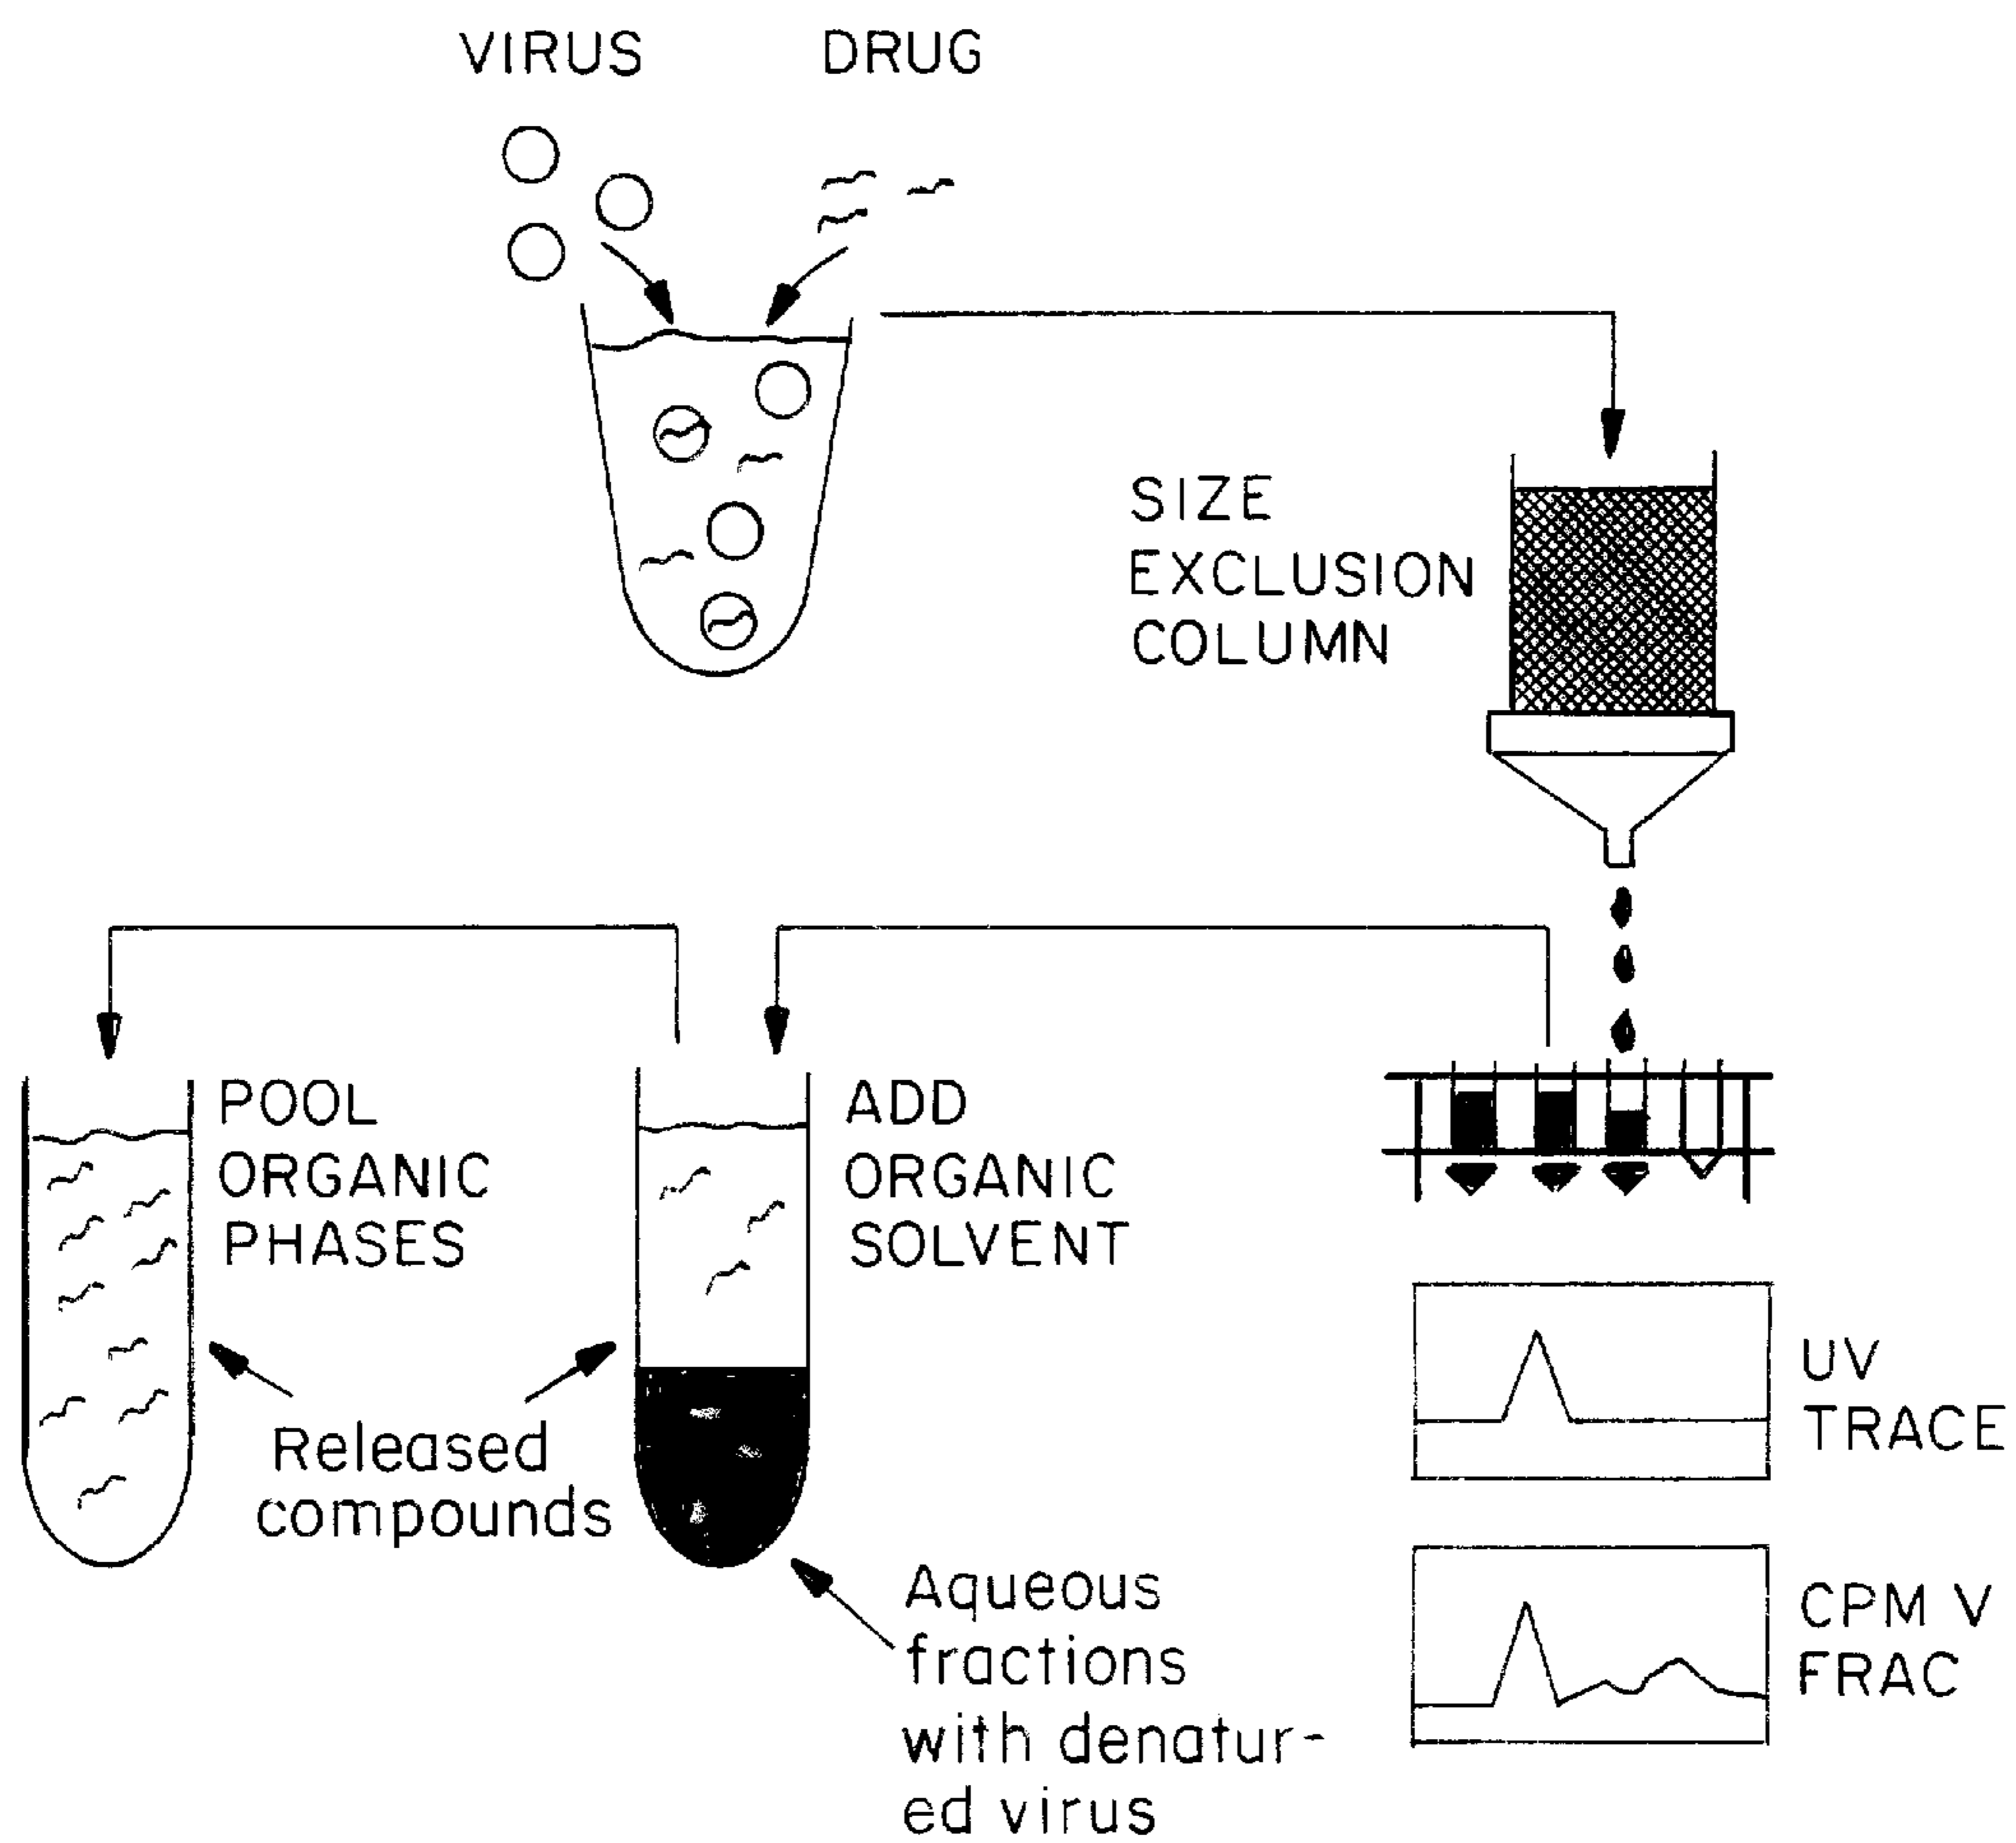 VIRUS DRUG
SIZE
EXCLUSION
COLUMN
POOL
ORGANIC
PHASES
ADD
ORGANIC
SOLVENT
Released
compounds
Aqueous
fractions
with denatur-
ed virus
UV
TRACE
CPM V
FRAC